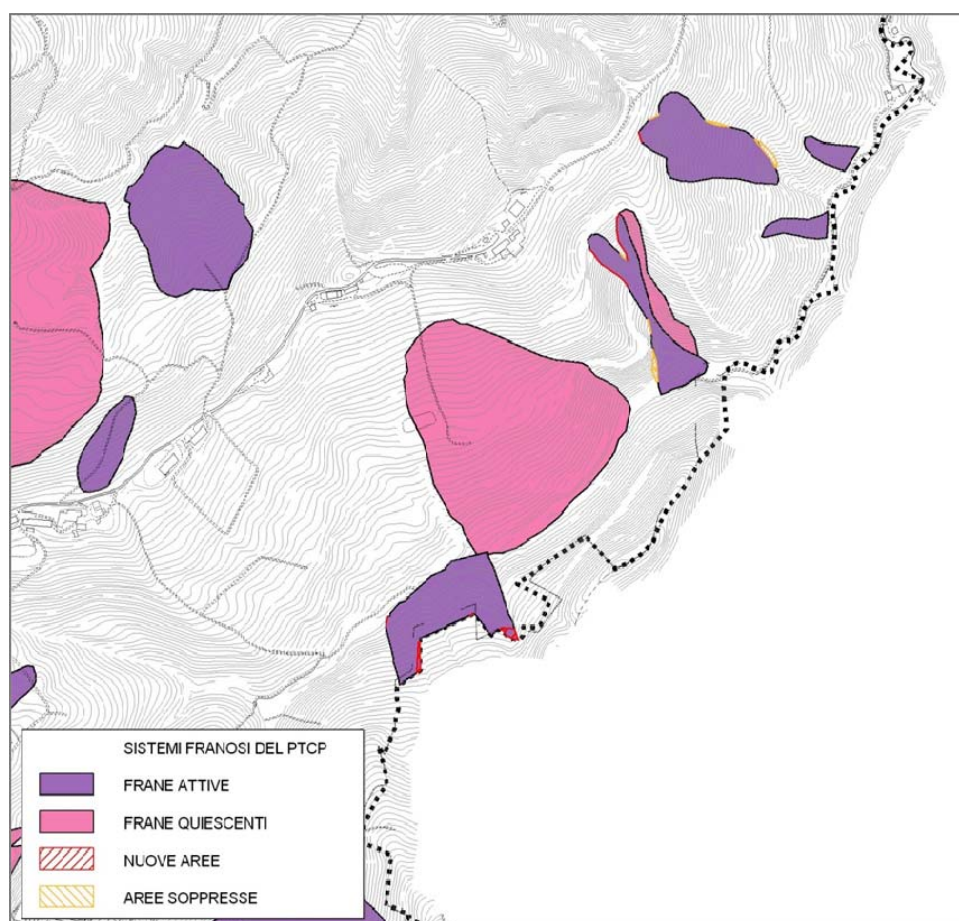 SISTEMI FRANOSI DEL PTCP
FRANE ATTIVE
FRANE QUIESCENTI
NUOVE AREE
AREE SOPPRESSE